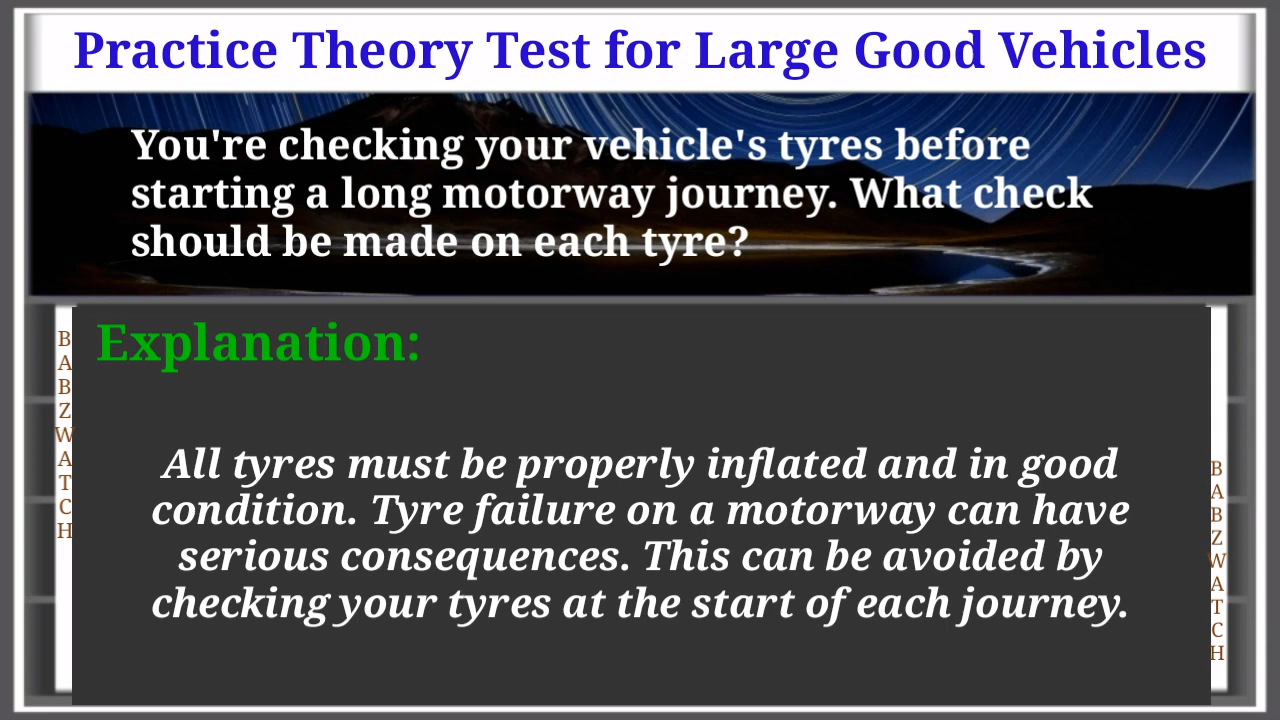 Practice Theory Test for Large Good Vehicles
You're checking your vehicle's tyres before
starting a long motorway journey. What check
should be made on each tyre?
Explanation:
All tyres must be properly inflated and in good
condition. Tyre failure on a motorway can have
serious consequences. This can be avoided by
checking your tyres at the start of each journey.
BABZWATCH
BABZWATCH